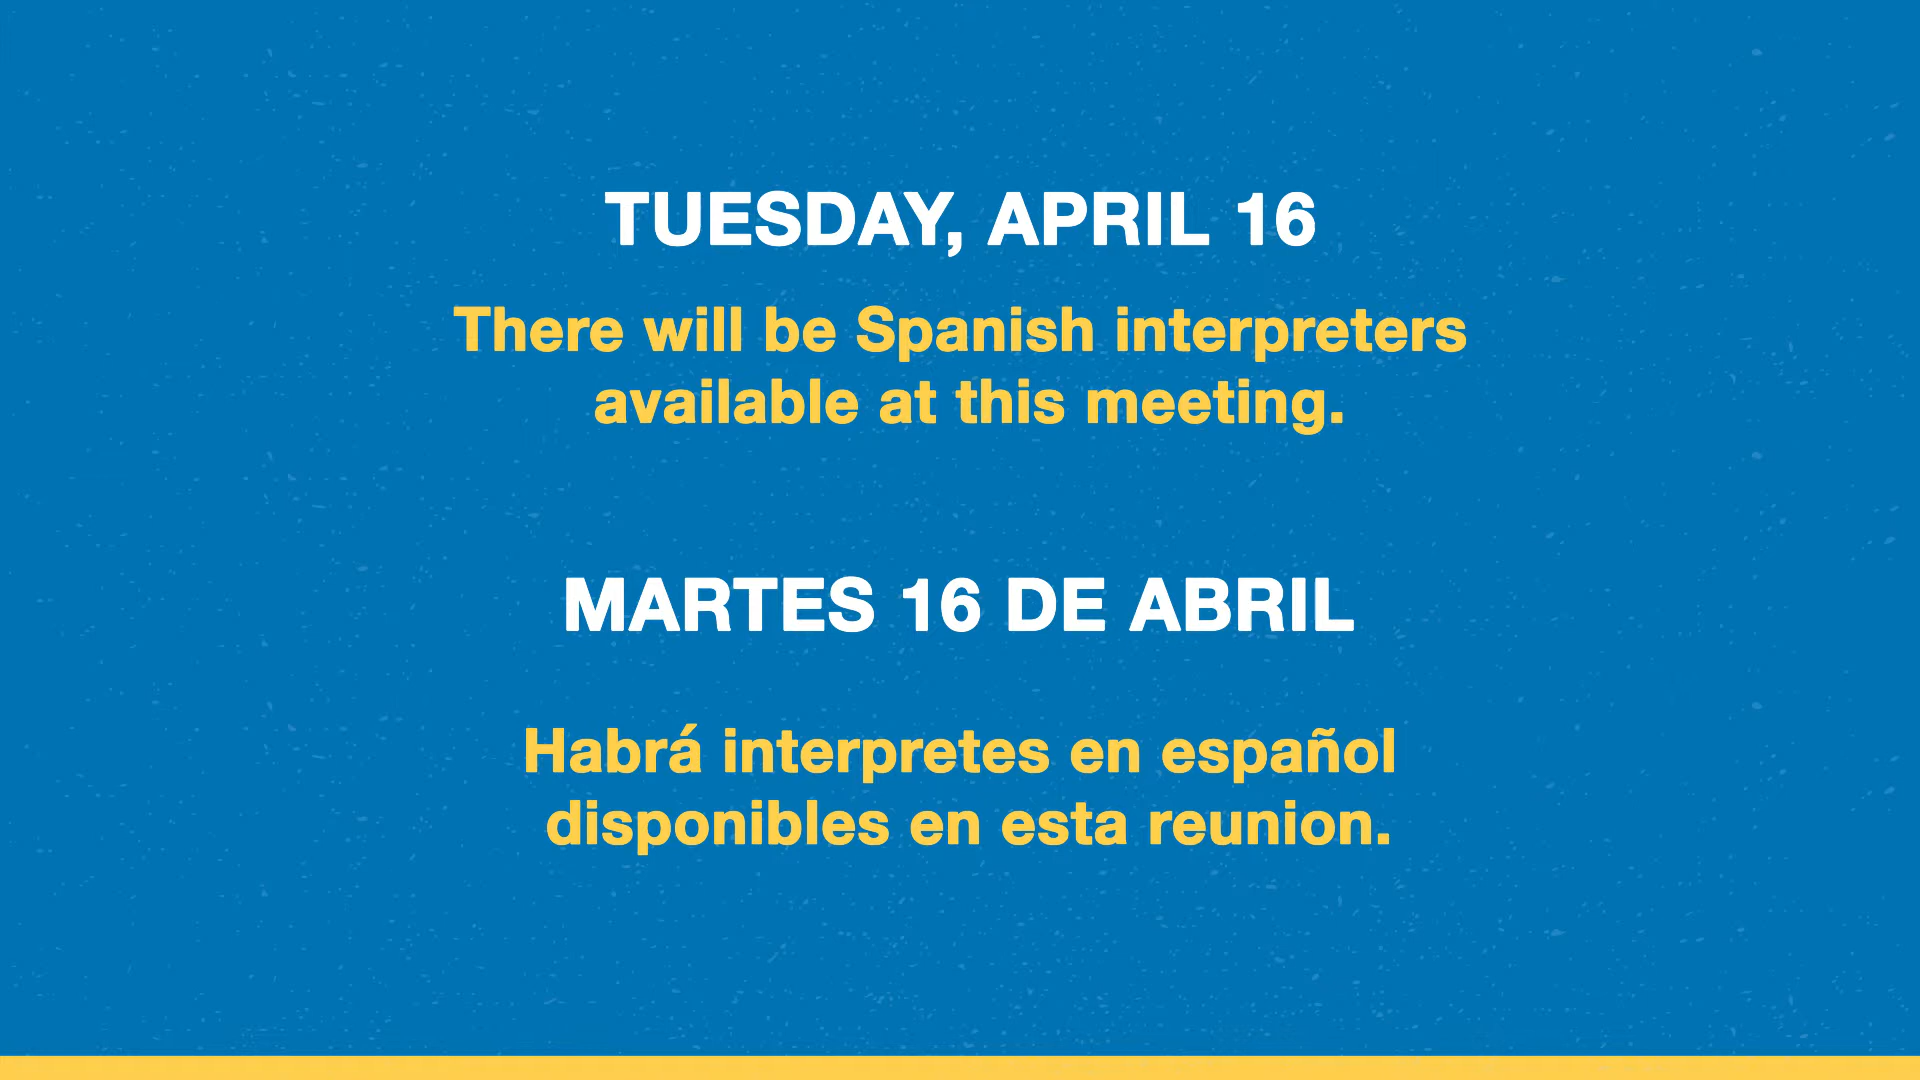 TUESDAY, APRIL 16
There will be Spanish interpreters
available at this meeting.
MARTES 16 DE ABRIL
Habrá interpretes en español
disponibles en esta reunion.